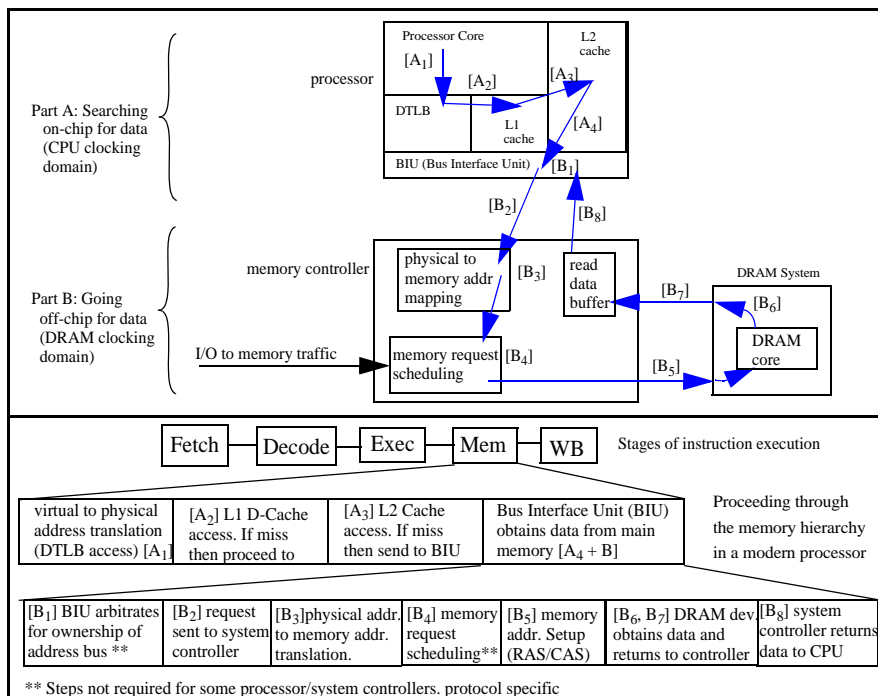 Processor Core
L2
cache
[A1]
[A2]
[A3]
processor
DTLB
L1
cache
[A4]
BIU (Bus Interface Unit)
[B1]
Part A: Searching
on-chip for data
(CPU clocking
domain)
[B2]
[B8]
memory controller
physical to
memory addr
mapping
[B3]
read
data
buffer
DRAM System
[B7]
[B6]
Part B: Going
off-chip for data
(DRAM clocking
domain)
I/O to memory traffic
memory request
scheduling
[B4]
[B5]
DRAM
core
Fetch
Decode
Exec
Mem
WB
Stages of instruction execution
virtual to physical
address translation
(DTLB access) [A1]
[A2] L1 D-Cache
access. If miss
then proceed to
[A3] L2 Cache
access. If miss
then send to BIU
Bus Interface Unit (BIU)
obtains data from main
memory [A4 + B]
Proceeding through
the memory hierarchy
in a modern processor
[B1] BIU arbitrates
for ownership of
address bus **
[B2] request
sent to system
controller
[B3]physical addr.
to memory addr.
translation.
[B4] memory
request
scheduling**
[B5] memory
addr. Setup
(RAS/CAS)
[B6, B7] DRAM dev.
obtains data and
returns to controller
[B8] system
controller returns
data to CPU
** Steps not required for some processor/system controllers. protocol specific